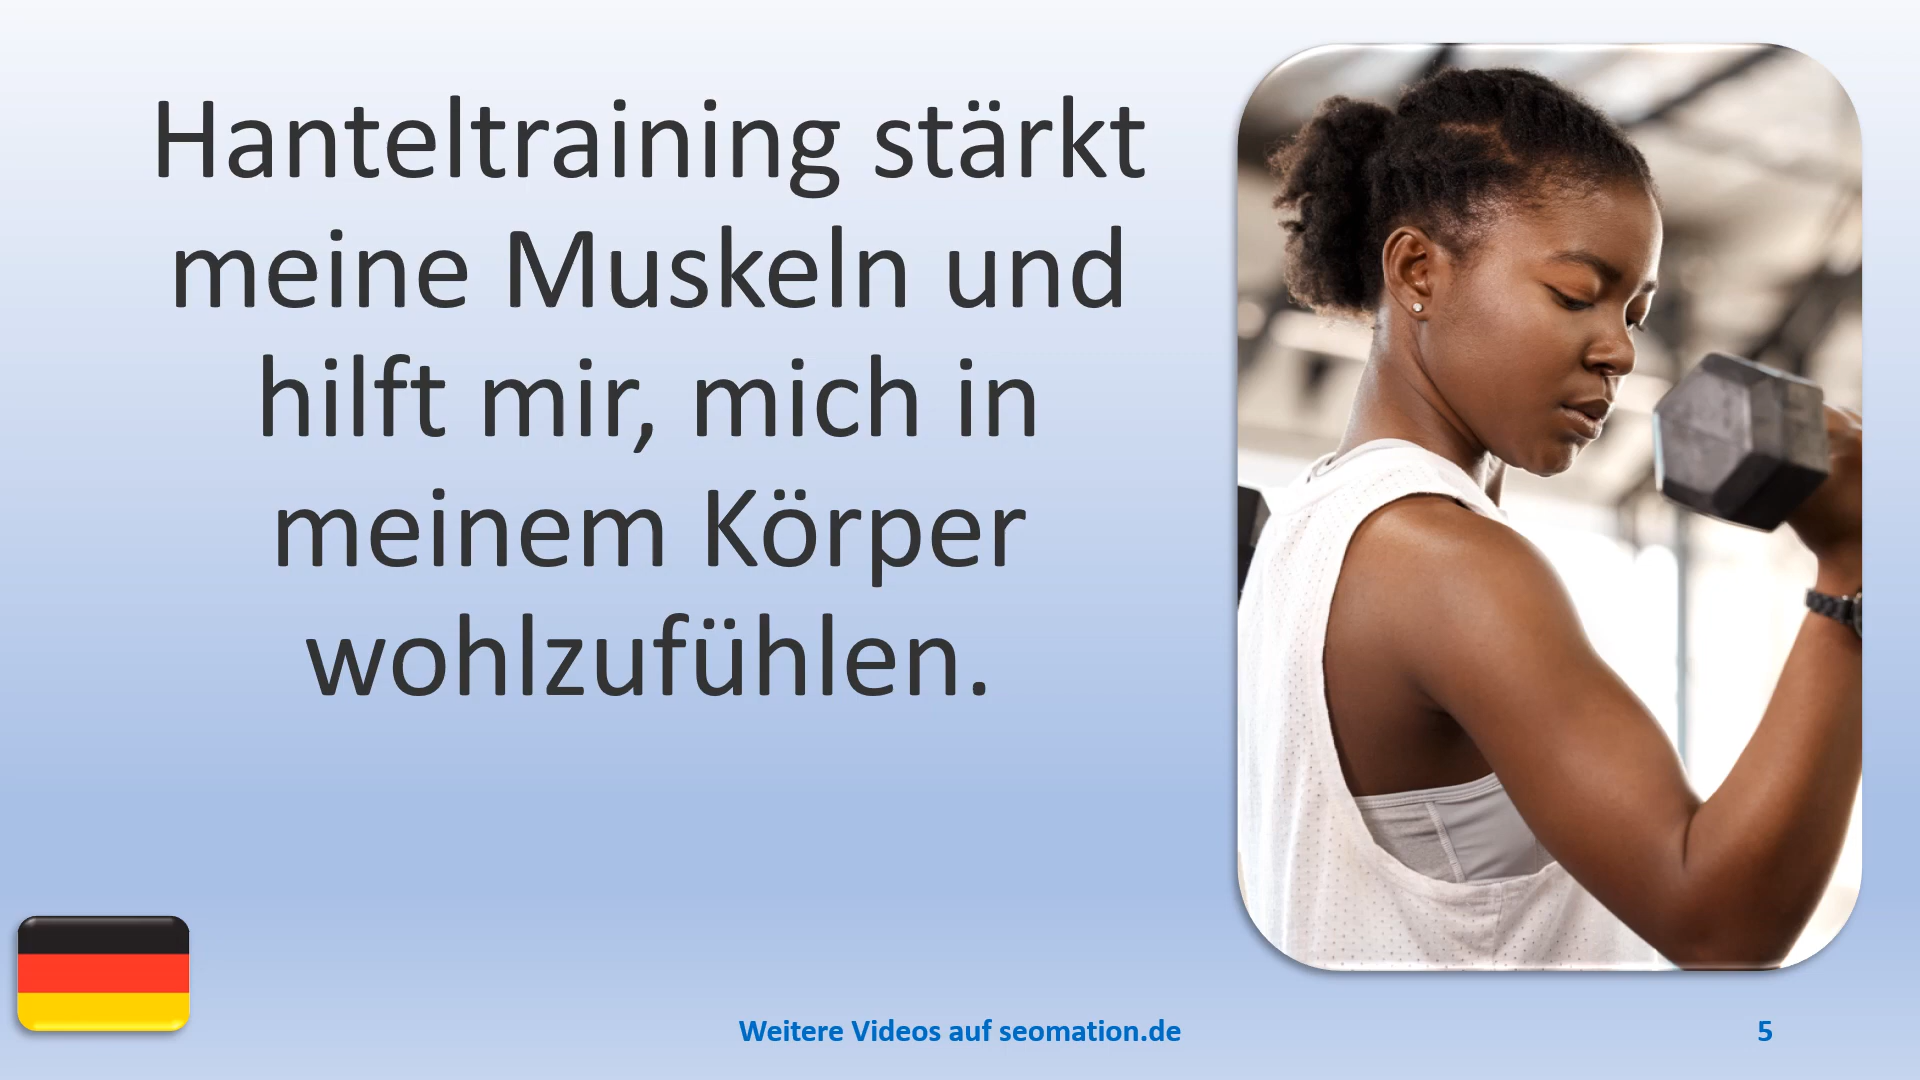 Hanteltraining stärkt
meine Muskeln und
hilft mir, mich in
meinem Körper
wohlzufühlen.
Weitere Videos auf seomation.de
5